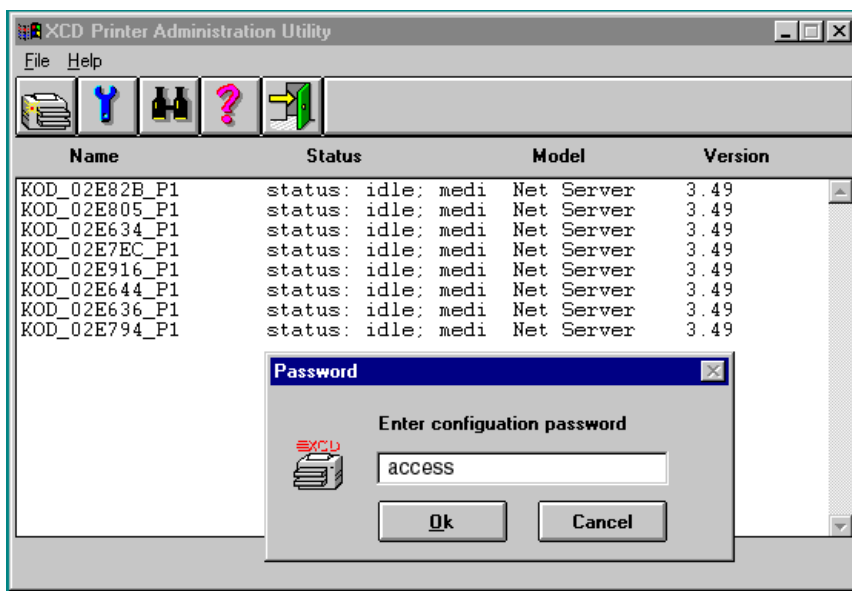 XCD Printer Administration Utility
File Help
Name Status Model Version
KOD_02E82B_P1 status: idle; medi Net Server 3.49
KOD_02E805_P1 status: idle; medi Net Server 3.49
KOD_02E634_P1 status: idle; medi Net Server 3.49
KOD_02E7EC_P1 status: idle; medi Net Server 3.49
KOD_02E916_P1 status: idle; medi Net Server 3.49
KOD_02E644_P1 status: idle; medi Net Server 3.49
KOD_02E636_P1 status: idle; medi Net Server 3.49
KOD_02E794_P1 status: idle; medi Net Server 3.49
Password
Enter configuation password
XCD
access
Ok Cancel